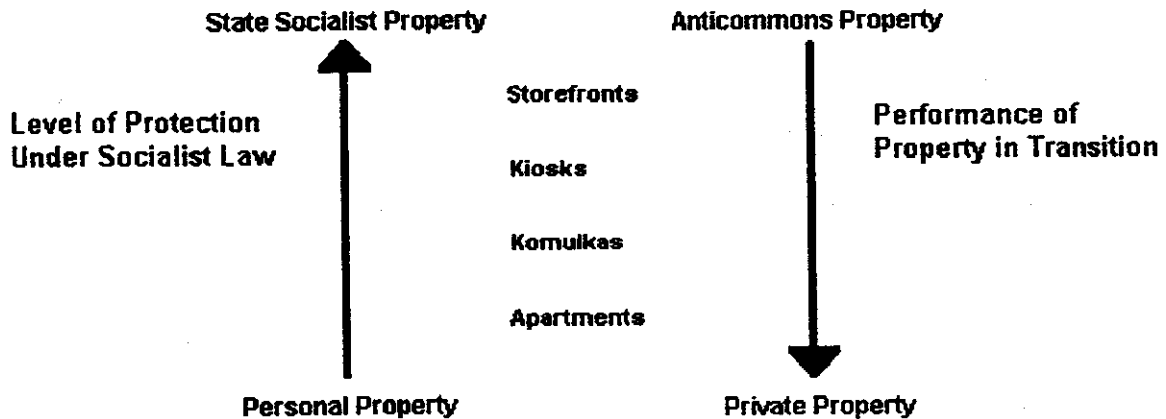 State Socialist Property
Anticommons Property
Level of Protection
Under Socialist Law
Storefronts
Kiosks
Komulkas
Apartments
Performance of
Property in Transition
Personal Property
Private Property